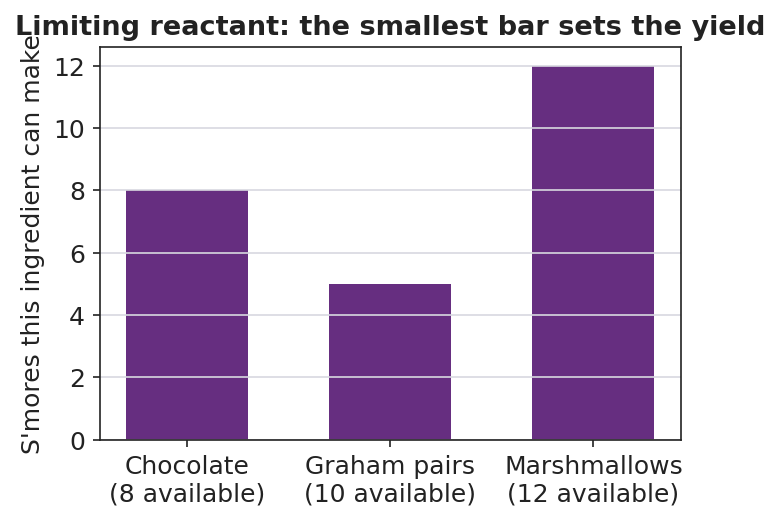 Limiting reactant: the smallest bar sets the yield
S'mores this ingredient can make
12
10
8
6
4
2
0
Chocolate
(8 available)
Graham pairs
(10 available)
Marshmallows
(12 available)